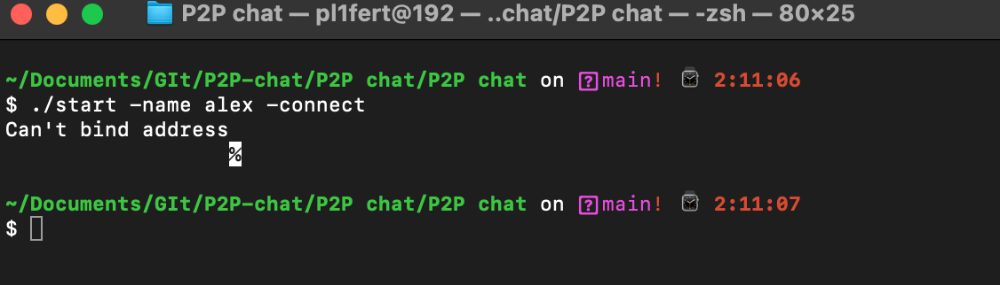 P2P chat — pl1fert@192 — ..chat/P2P chat — -zsh — 80×25
~/Documents/GIt/P2P-chat/P2P chat/P2P chat on ?main! ⌚ 2:11:06
$ ./start -name alex -connect
Can't bind address
%
~/Documents/GIt/P2P-chat/P2P chat/P2P chat on ?main! ⌚ 2:11:07
$